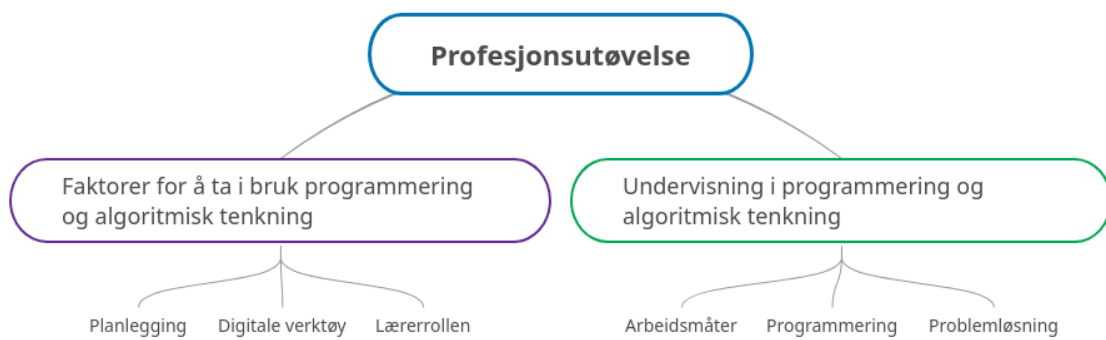 Profesjonsutøvelse
Faktorer for å ta i bruk programmering
og algoritmisk tenkning
Undervisning i programmering og
algoritmisk tenkning
Planlegging
Digitale verktøy
Lærerrollen
Arbeidsmåter
Programmering
Problemløsning